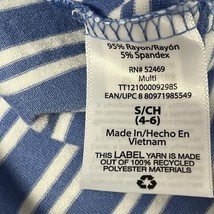 95% Rayon/Rayón
5% Spandex
RN# 52469
Multi
TT121000092985
EAN/UPC 8 80971985549
S/CH
(4-6)
Made In/Hecho En
Vietnam
This LABEL YARN IS MADE
OUT OF 100% RECYCLED
POLYESTER MATERIALS